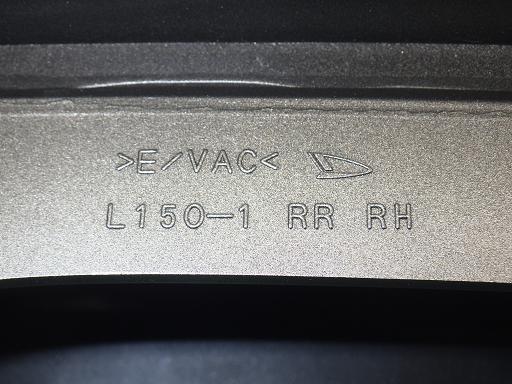 >E/VAC<
L150-1 RR RH